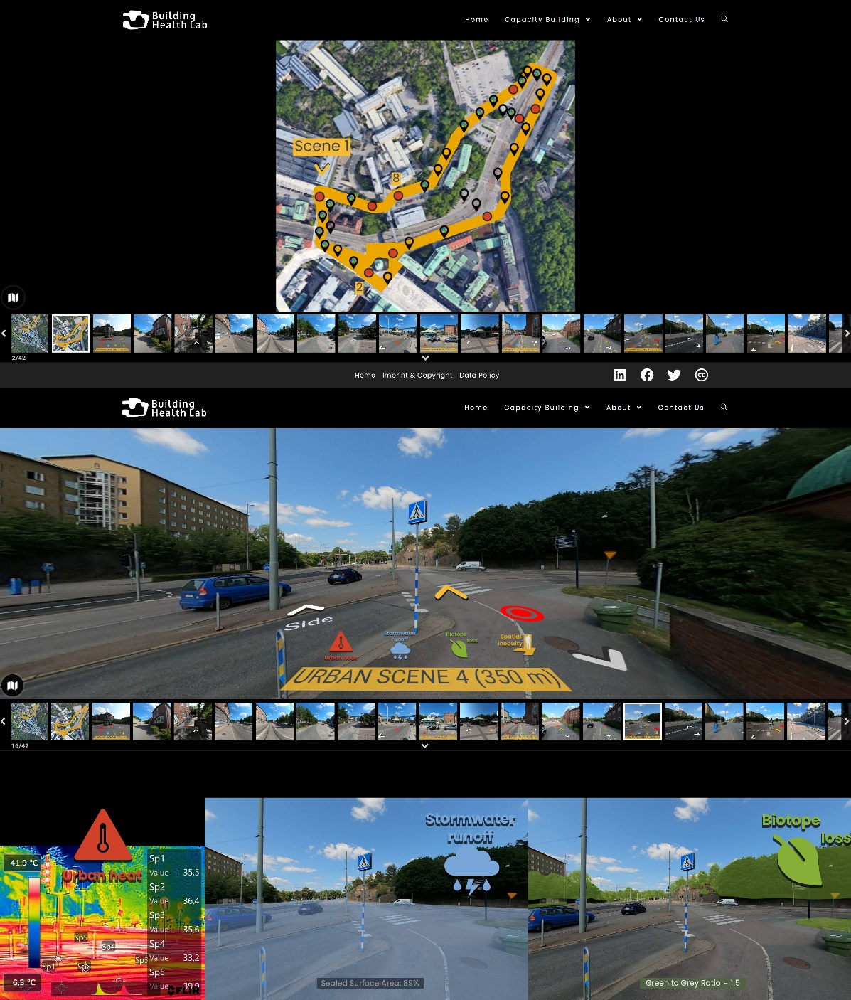 Building
Health Lab
Home Capacity Building About Contact Us
Scene 1
8
2
2/42
Home Imprint & Copyright Data Policy
Building
Health Lab
Home Capacity Building About Contact Us
Side
Urban heat
Stormwater
runoff
Biotope
loss
Spatial
inequity
URBAN SCENE 4 (350 m)
16/42
Urban heat
41,9 °C
Sp1
Value 35,5
Sp2
Value 36,4
Sp3
Value 35,6
Sp4
Value 33,2
Sp5
Value 39,9
Sp5
Sp4
Sp3
Sp1
Sp2
6,3 °C
FLIR
Stormwater
runoff
Sealed Surface Area: 89%
Biotope
loss
Green to Grey Ratio = 1:5